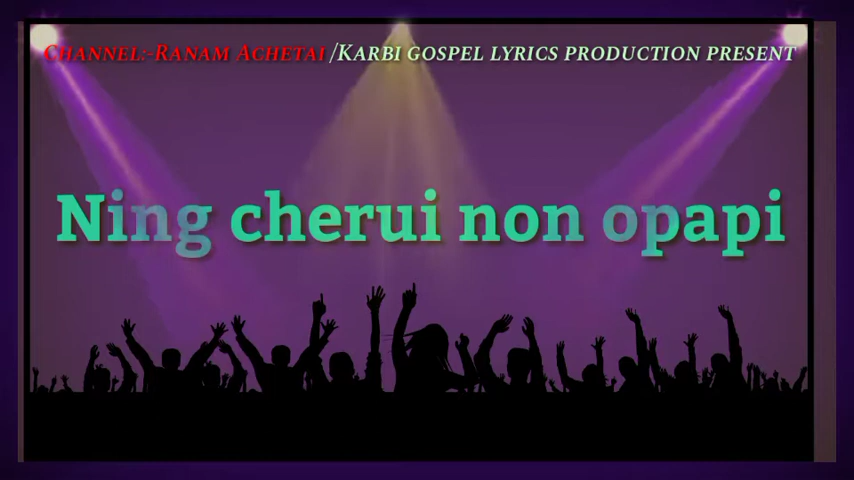 CHANNEL:-RANAM ACHETAI /KARBI GOSPEL LYRICS PRODUCTION PRESENT
Ning cherui non opapi